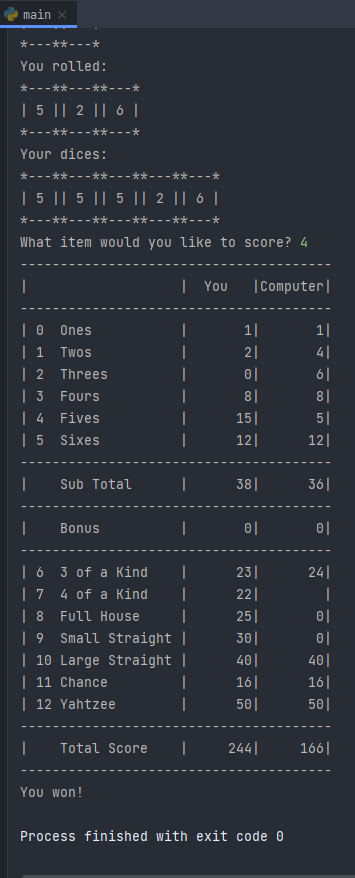 main
*---**---*
You rolled:
*---**---**---*
| 5 || 2 || 6 |
*---**---**---*
Your dices:
*---**---**---**---**---*
| 5 || 5 || 5 || 2 || 6 |
*---**---**---**---**---*
What item would you like to score? 4
---------------------------------------
|                   |  You   |Computer|
---------------------------------------
| 0  Ones           |       1|       1|
| 1  Twos           |       2|       4|
| 2  Threes         |       0|       6|
| 3  Fours          |       8|       8|
| 4  Fives          |      15|       5|
| 5  Sixes          |      12|      12|
---------------------------------------
|    Sub Total      |      38|      36|
---------------------------------------
|    Bonus          |       0|       0|
---------------------------------------
| 6  3 of a Kind    |      23|      24|
| 7  4 of a Kind    |      22|        |
| 8  Full House     |      25|       0|
| 9  Small Straight |      30|       0|
| 10 Large Straight |      40|      40|
| 11 Chance         |      16|      16|
| 12 Yahtzee        |      50|      50|
---------------------------------------
|    Total Score    |     244|     166|
---------------------------------------
You won!
Process finished with exit code 0